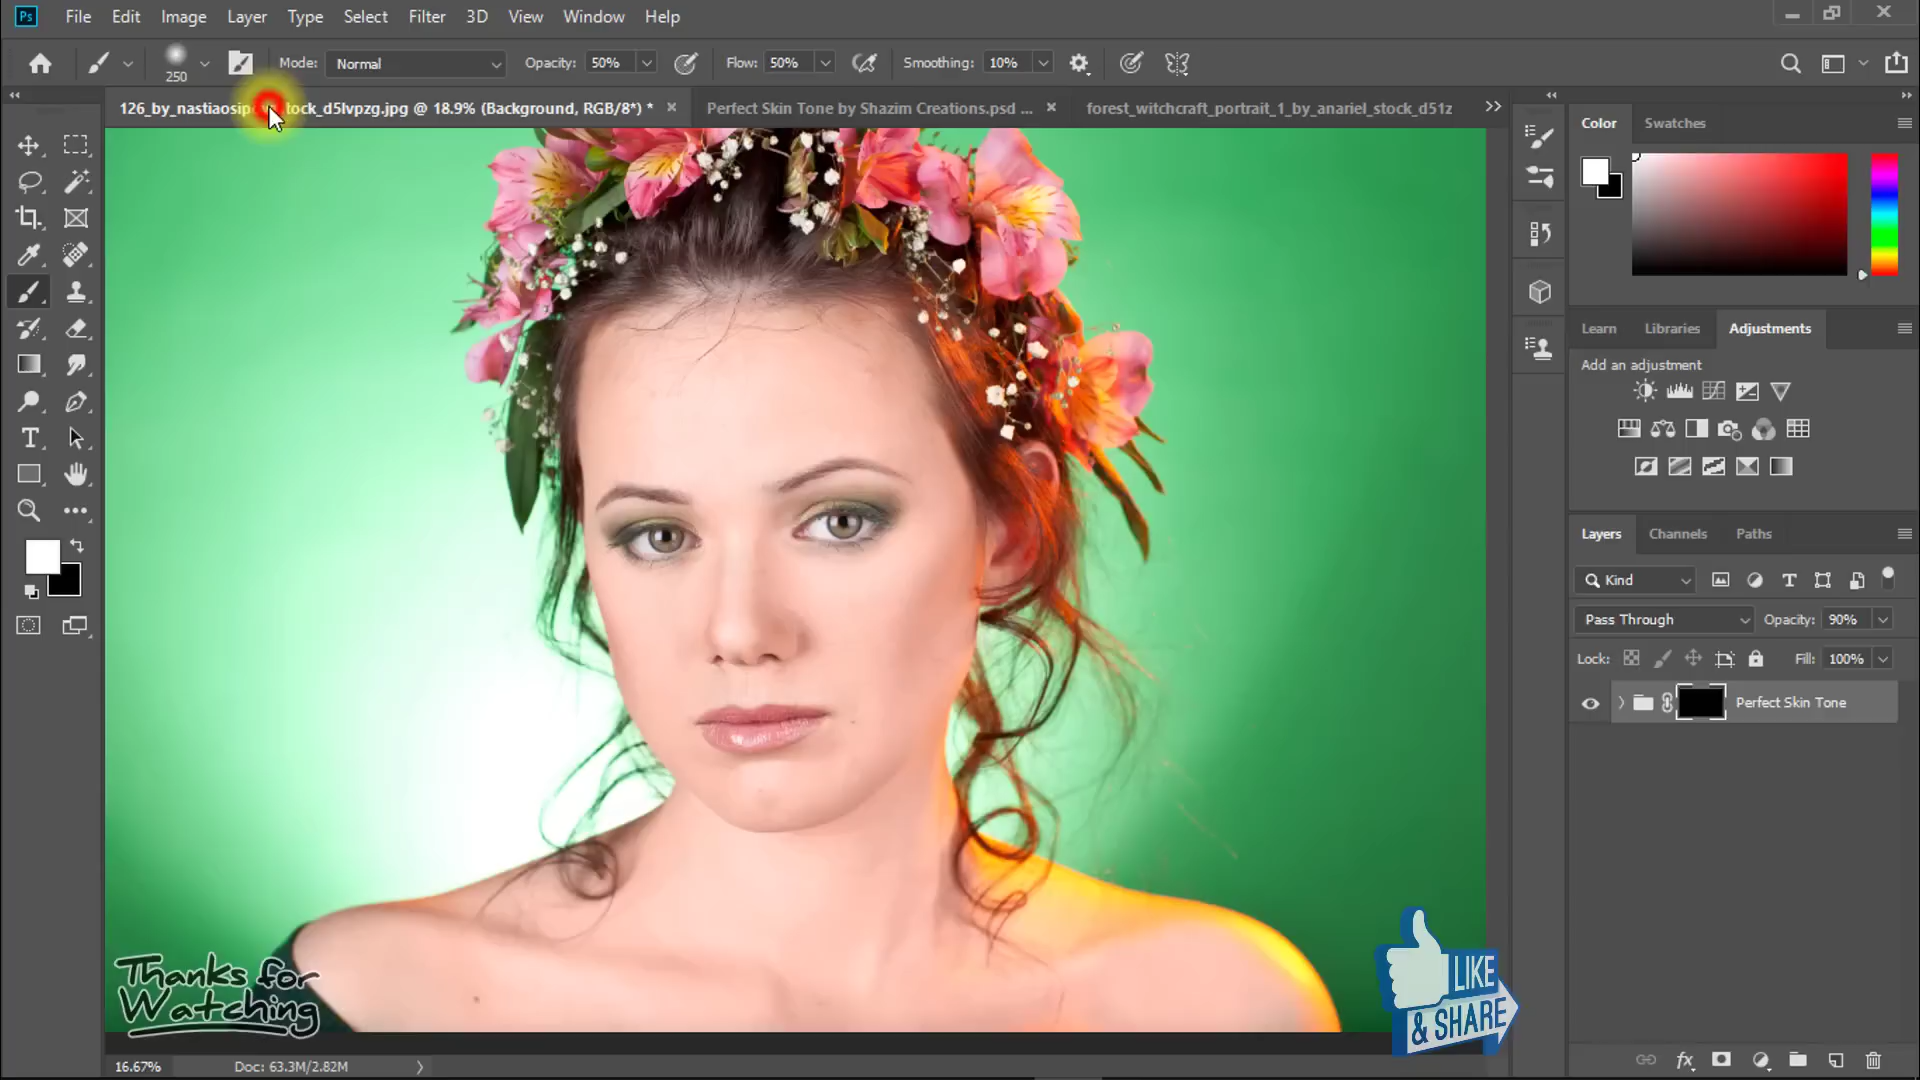 Ps File Edit Image Layer Type Select Filter 3D View Window Help
250 Mode: Normal Opacity: 50% Flow: 50% Smoothing: 10%
126_by_nastiaosip tock_d5lvpzg.jpg @ 18.9% (Background, RGB/8*) * Perfect Skin Tone by Shazim Creations.psd ... forest_witchcraft_portrait_1_by_anariel_stock_d51z
Color Swatches
Learn Libraries Adjustments
Add an adjustment
Layers Channels Paths
Kind
Pass Through Opacity: 90%
Lock: Fill: 100%
Perfect Skin Tone
Thanks for
Watching
LIKE
& SHARE
16.67% Doc: 63.3M/2.82M